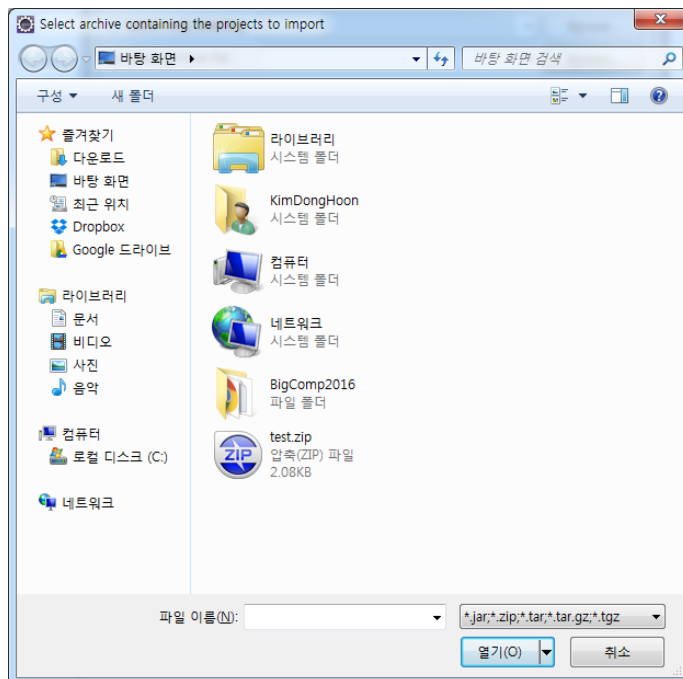 Select archive containing the projects to import
바탕 화면
바탕 화면 검색
구성
새 폴더
즐겨찾기
다운로드
바탕 화면
최근 위치
Dropbox
Google 드라이브
라이브러리
문서
비디오
사진
음악
컴퓨터
로컬 디스크 (C:)
네트워크
라이브러리
시스템 폴더
KimDongHoon
시스템 폴더
컴퓨터
시스템 폴더
네트워크
시스템 폴더
BigComp2016
파일 폴더
ZIP
test.zip
압축(ZIP) 파일
2.08KB
파일 이름(N):
*.jar;*.zip;*.tar;*.tar.gz;*.tgz
열기(O)
취소